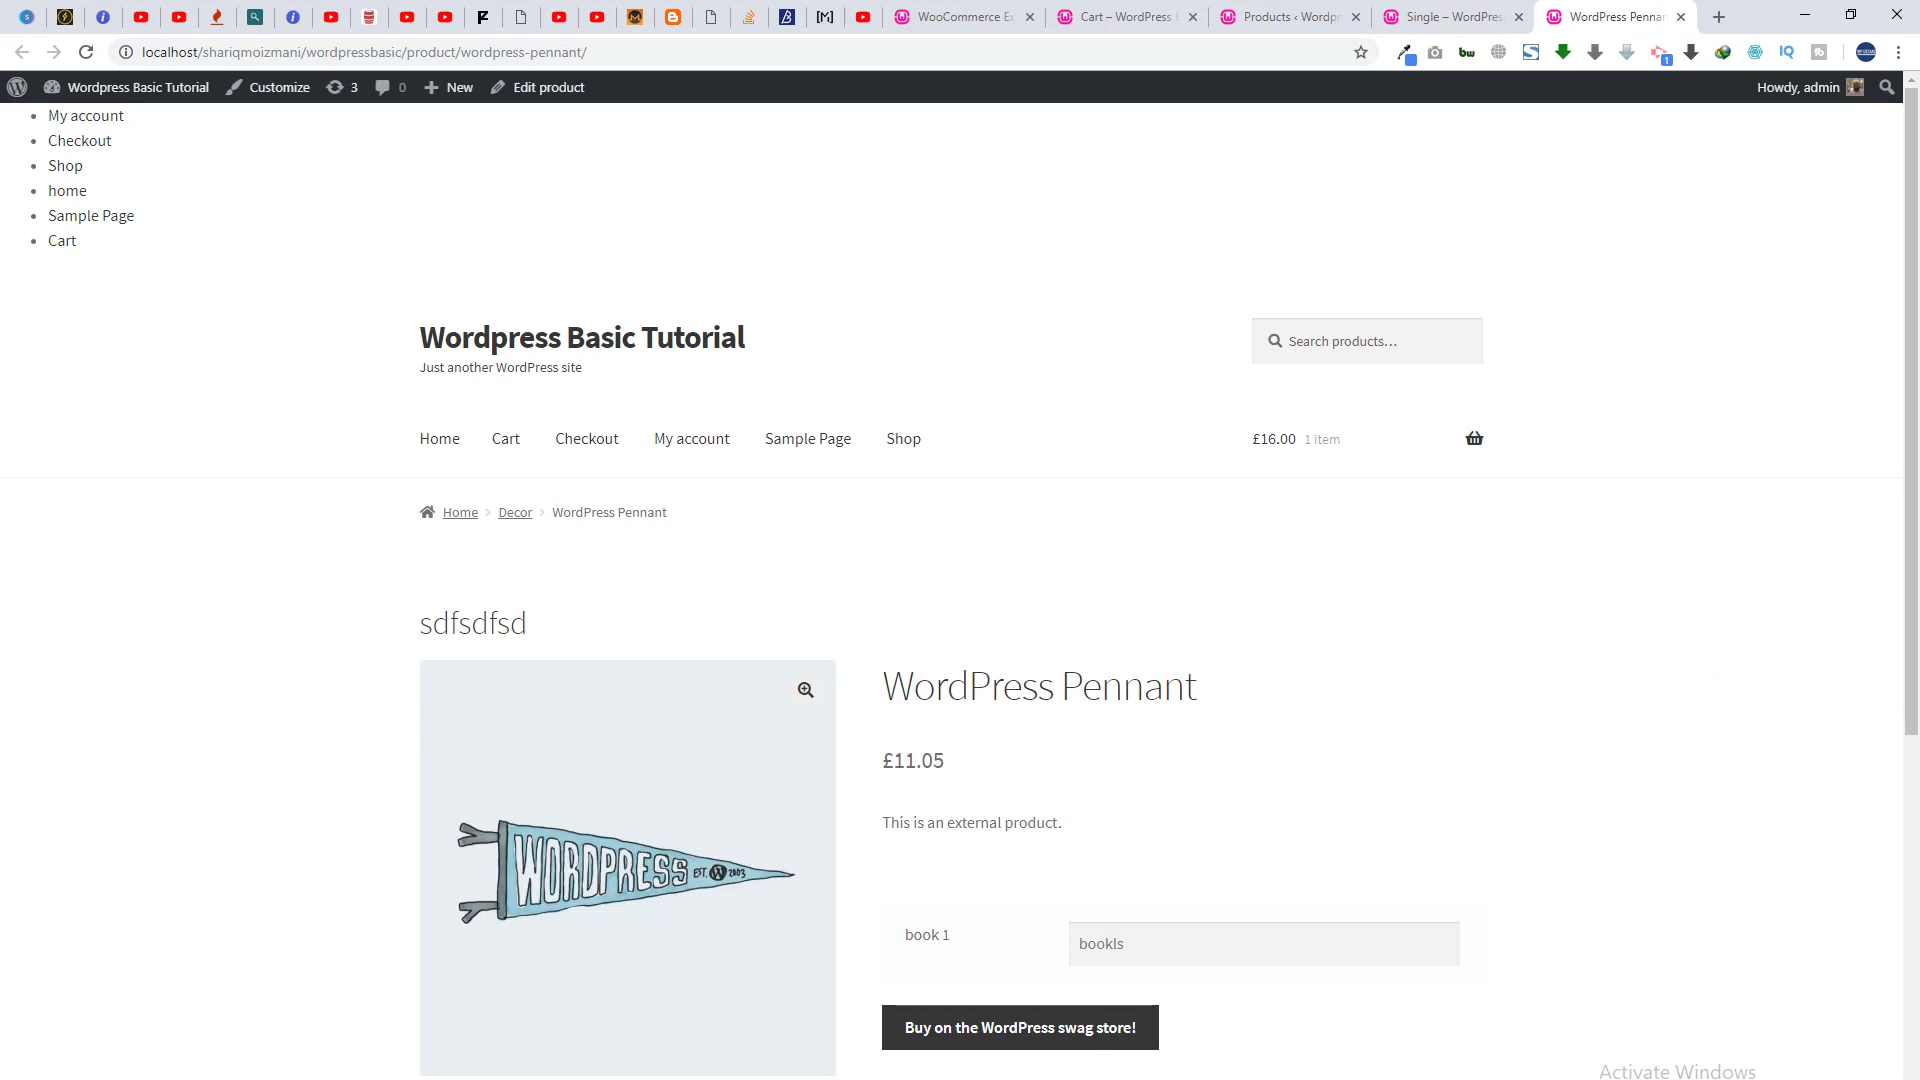 WooCommerce Ex
Cart – WordPress
Products ‹ Wordpr
Single – WordPres
WordPress Pennan
localhost/shariqmoizmani/wordpressbasic/product/wordpress-pennant/
Wordpress Basic Tutorial
Customize
3
0
New
Edit product
Howdy, admin
My account
Checkout
Shop
home
Sample Page
Cart
Wordpress Basic Tutorial
Just another WordPress site
Search products…
Home
Cart
Checkout
My account
Sample Page
Shop
£16.00 1 item
Home
Decor
WordPress Pennant
sdfsdfsd
WordPress Pennant
£11.05
This is an external product.
WORDPRESS EST. 2003
book 1
bookls
Buy on the WordPress swag store!
Activate Windows